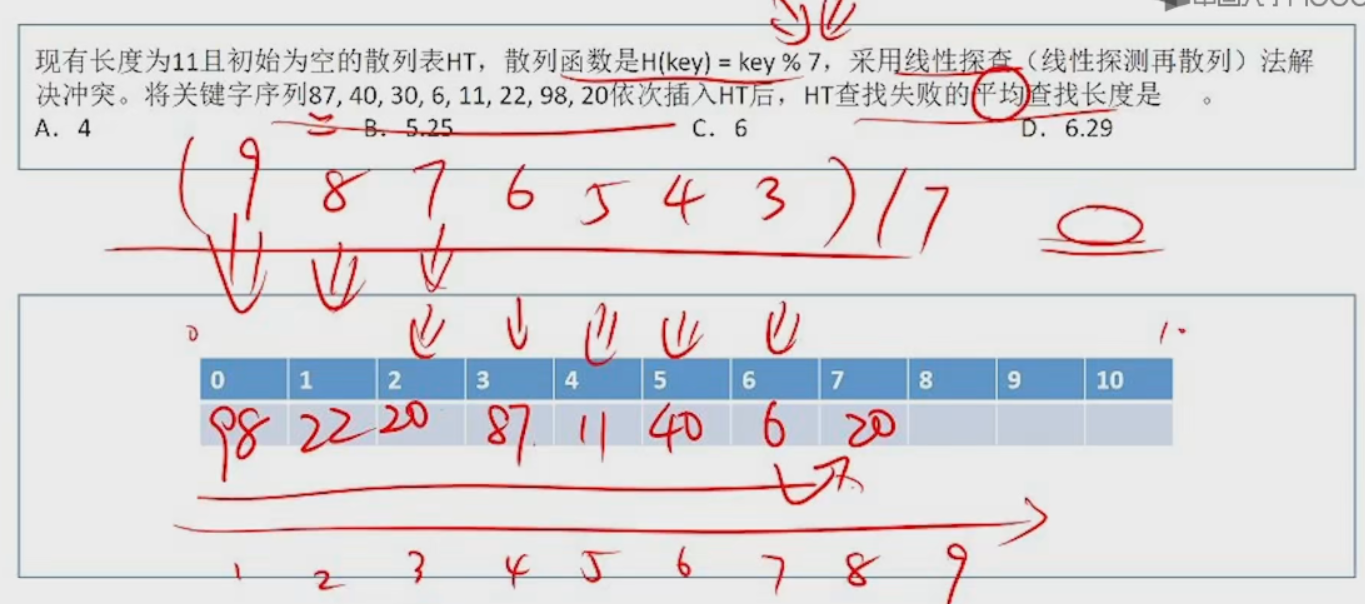 现有长度为11且初始为空的散列表HT，散列函数是H(key) = key % 7，采用线性探查（线性探测再散列）法解
决冲突。将关键字序列87, 40, 30, 6, 11, 22, 98, 20依次插入HT后，HT查找失败的平均查找长度是 。
A. 4 B. 5.25 C. 6 D. 6.29
( 9 8 7 6 5 4 3 ) / 7
0 1 2 3 4 5 6 7 8 9 10
98 22 20 87 11 40 6 20
1 2 3 4 5 6 7 8 9